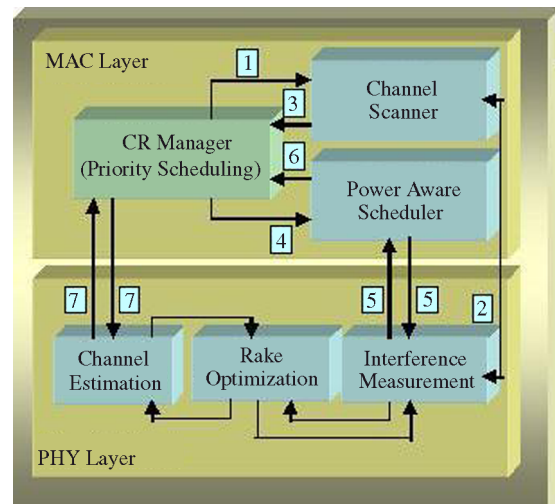 MAC Layer
1
Channel
Scanner
3
CR Manager
(Priority Scheduling)
6
Power Aware
Scheduler
4
7
7
5
5
2
Channel
Estimation
Rake
Optimization
Interference
Measurement
PHY Layer